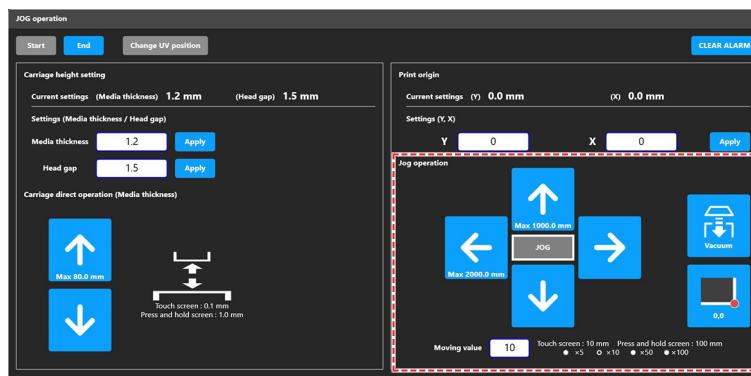 JOG operation
Start End Change UV position CLEAR ALARM
Carriage height setting
Current settings (Media thickness) 1.2 mm (Head gap) 1.5 mm
Settings (Media thickness / Head gap)
Media thickness 1.2 Apply
Head gap 1.5 Apply
Carriage direct operation (Media thickness)
Max 80.0 mm
Touch screen : 0.1 mm
Press and hold screen : 1.0 mm
Print origin
Current settings (Y) 0.0 mm (X) 0.0 mm
Settings (Y, X)
Y 0 X 0 Apply
Jog operation
Max 1000.0 mm
JOG
Max 2000.0 mm
Vacuum
0,0
Moving value 10 Touch screen : 10 mm Press and hold screen : 100 mm
×5 ×10 ×50 ×100